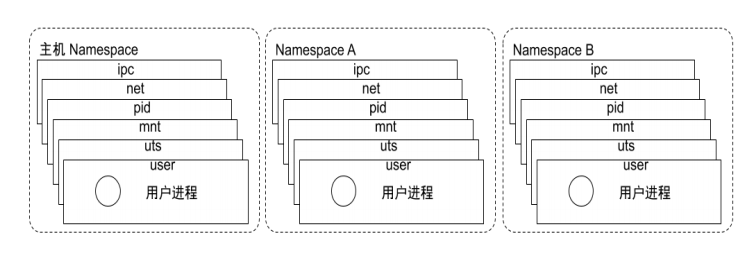 主机 Namespace
ipc
net
pid
mnt
uts
user
用户进程
Namespace A
ipc
net
pid
mnt
uts
user
用户进程
Namespace B
ipc
net
pid
mnt
uts
user
用户进程